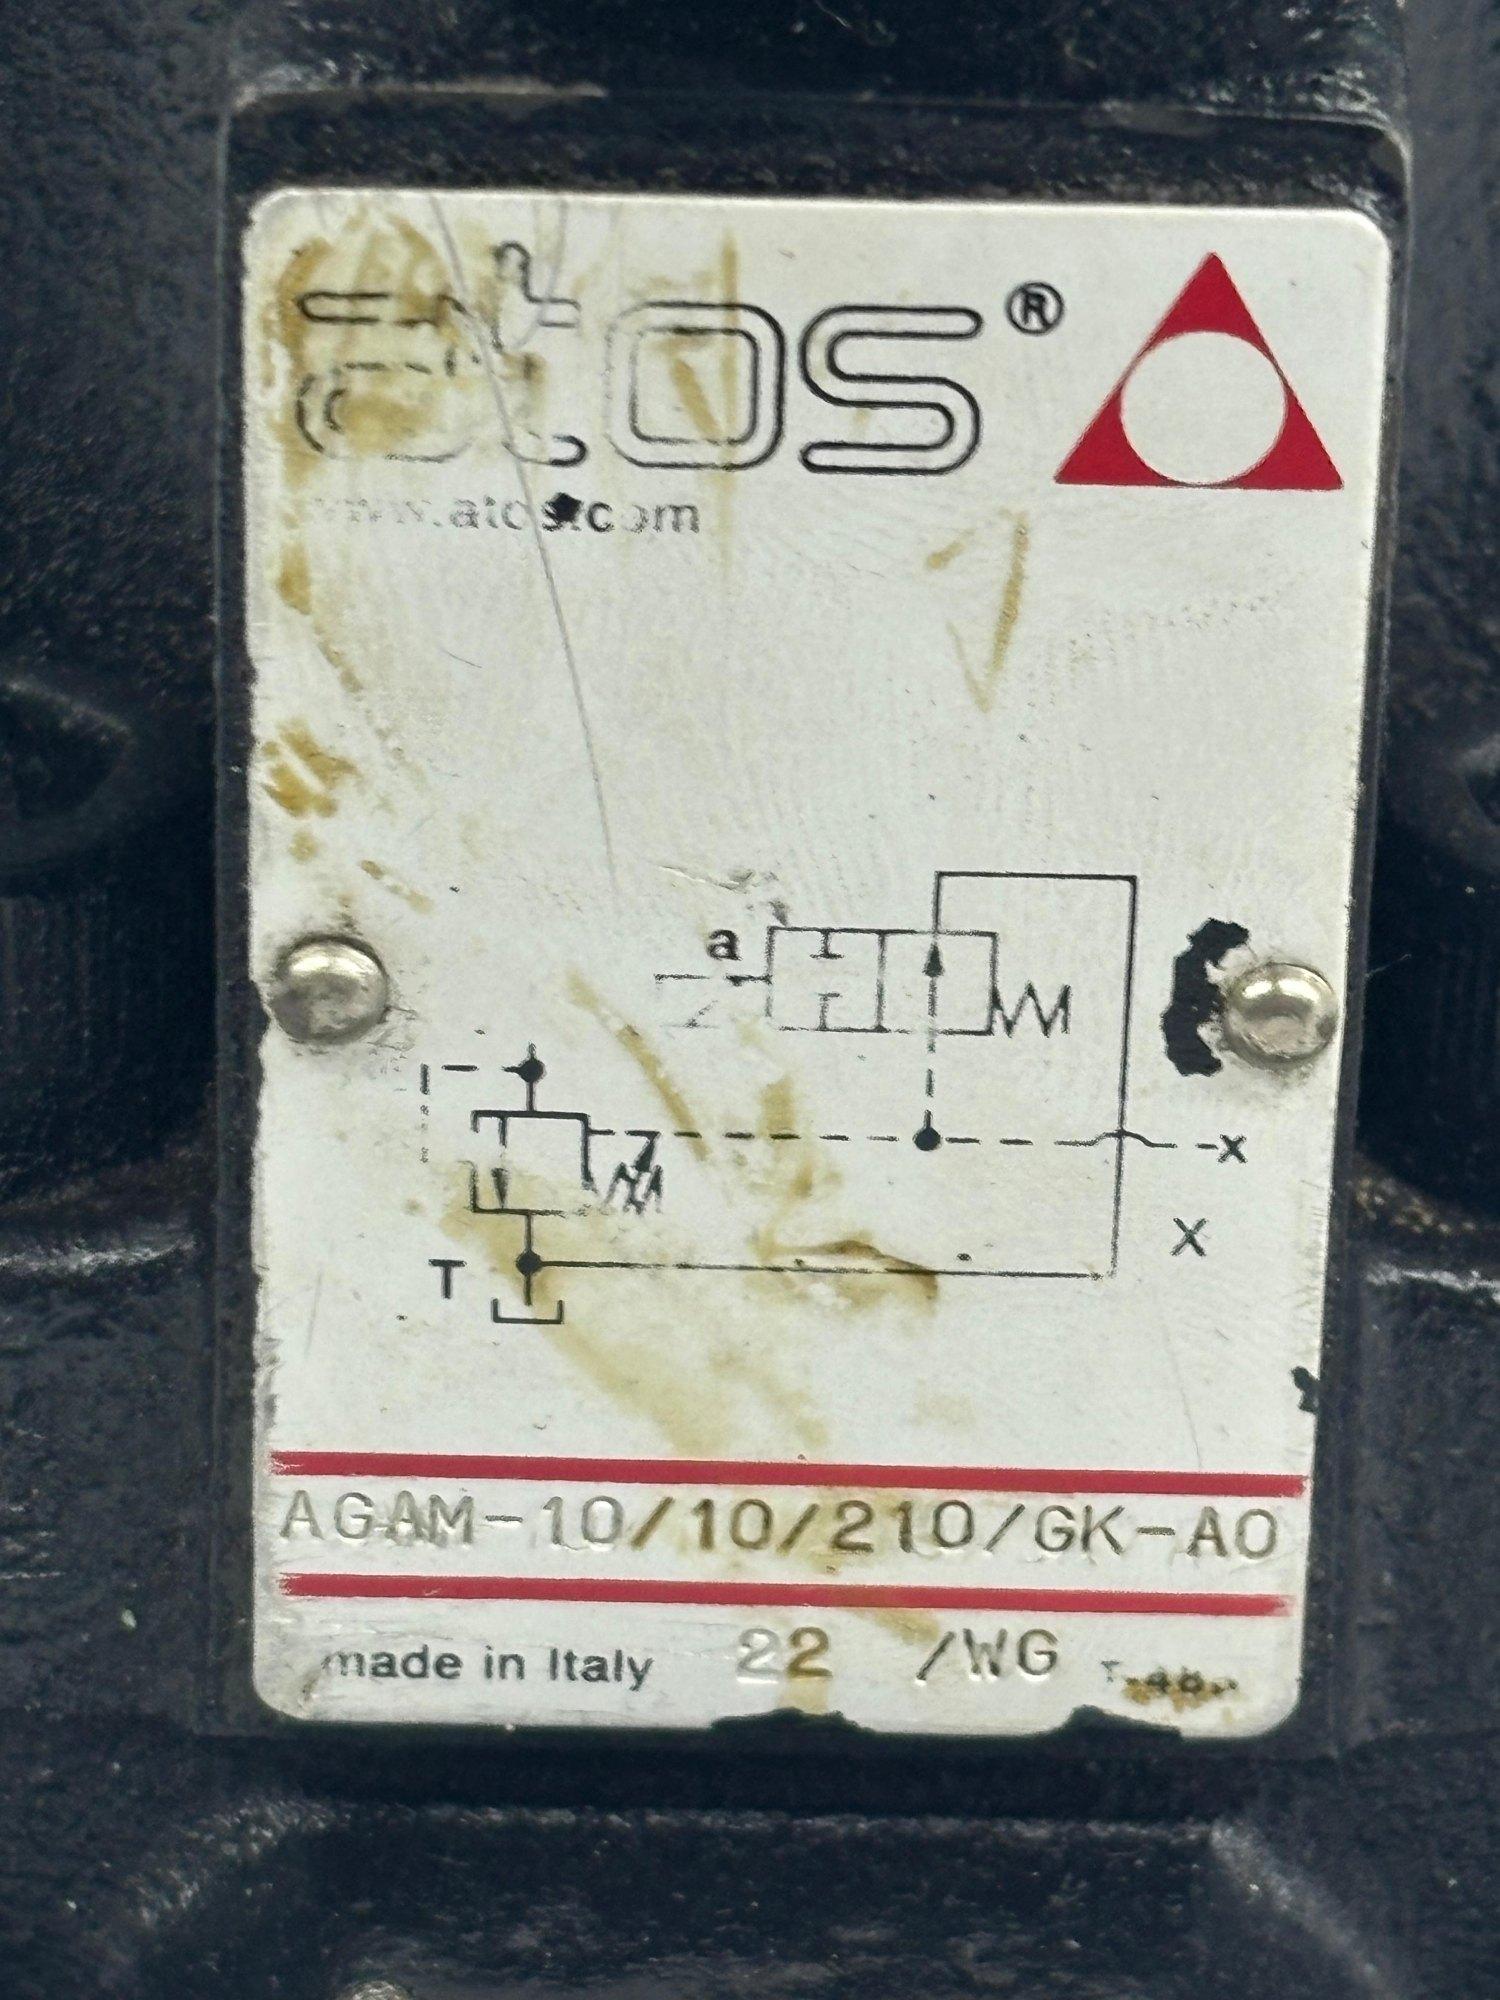 atos®
www.atos.com
a
x
X
T
AGAM-10/10/210/GK-AO
made in Italy 22 /WG